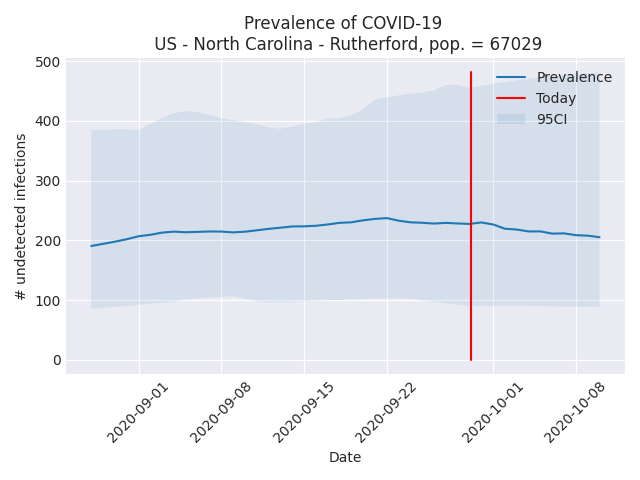 Prevalence of COVID-19
US - North Carolina - Rutherford, pop. = 67029
Prevalence
Today
95CI
# undetected infections
500
400
300
200
100
0
2020-09-01
2020-09-08
2020-09-15
2020-09-22
2020-10-01
2020-10-08
Date